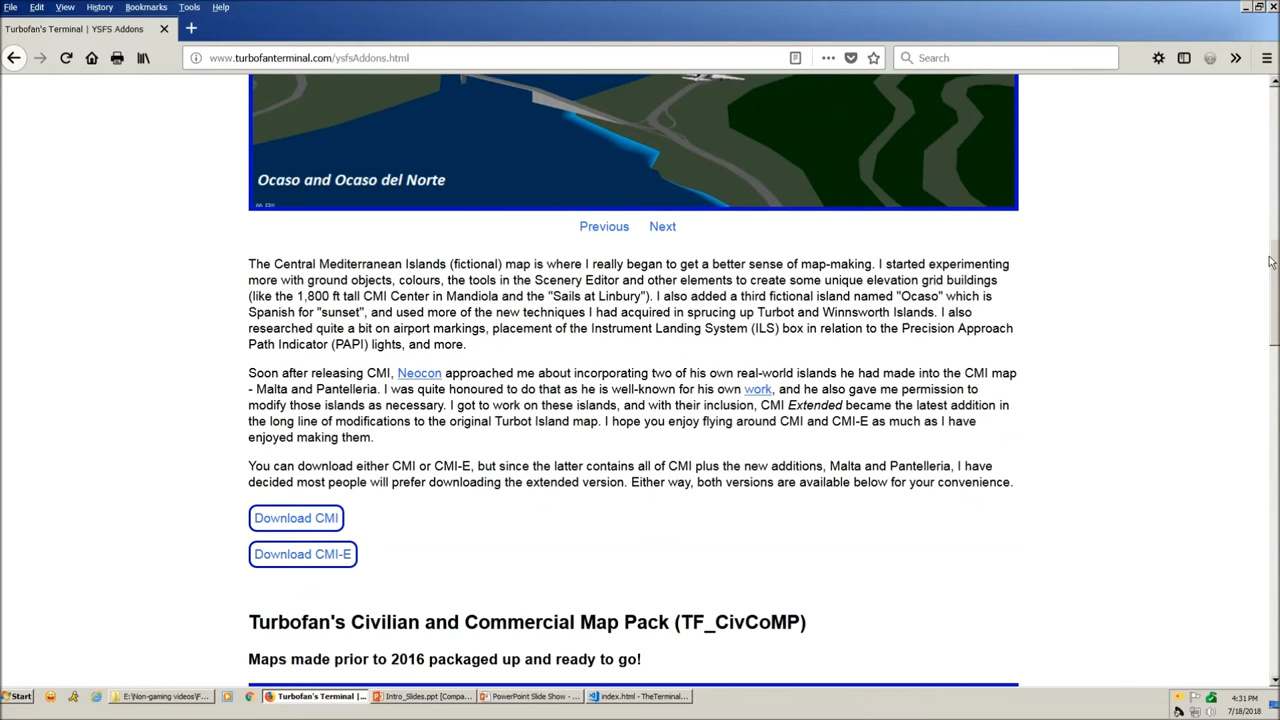 File Edit View History Bookmarks Tools Help
Turbofan's Terminal | YSFS Addons
www.turbofanterminal.com/ysfsAddons.html
Search
Ocaso and Ocaso del Norte
Previous Next
The Central Mediterranean Islands (fictional) map is where I really began to get a better sense of map-making. I started experimenting
more with ground objects, colours, the tools in the Scenery Editor and other elements to create some unique elevation grid buildings
(like the 1,800 ft tall CMI Center in Mandiola and the "Sails at Linbury"). I also added a third fictional island named "Ocaso" which is
Spanish for "sunset", and used more of the new techniques I had acquired in sprucing up Turbot and Winnsworth Islands. I also
researched quite a bit on airport markings, placement of the Instrument Landing System (ILS) box in relation to the Precision Approach
Path Indicator (PAPI) lights, and more.
Soon after releasing CMI, Neocon approached me about incorporating two of his own real-world islands he had made into the CMI map
- Malta and Pantelleria. I was quite honoured to do that as he is well-known for his own work, and he also gave me permission to
modify those islands as necessary. I got to work on these islands, and with their inclusion, CMI Extended became the latest addition in
the long line of modifications to the original Turbot Island map. I hope you enjoy flying around CMI and CMI-E as much as I have
enjoyed making them.
You can download either CMI or CMI-E, but since the latter contains all of CMI plus the new additions, Malta and Pantelleria, I have
decided most people will prefer downloading the extended version. Either way, both versions are available below for your convenience.
Download CMI
Download CMI-E
Turbofan's Civilian and Commercial Map Pack (TF_CivCoMP)
Maps made prior to 2016 packaged up and ready to go!
Start
E:\Non-gaming videos\F...
Turbofan's Terminal |...
Intro_Slides.ppt [Compa...
PowerPoint Slide Show - ...
index.html - TheTerminal...
4:31 PM
7/18/2018